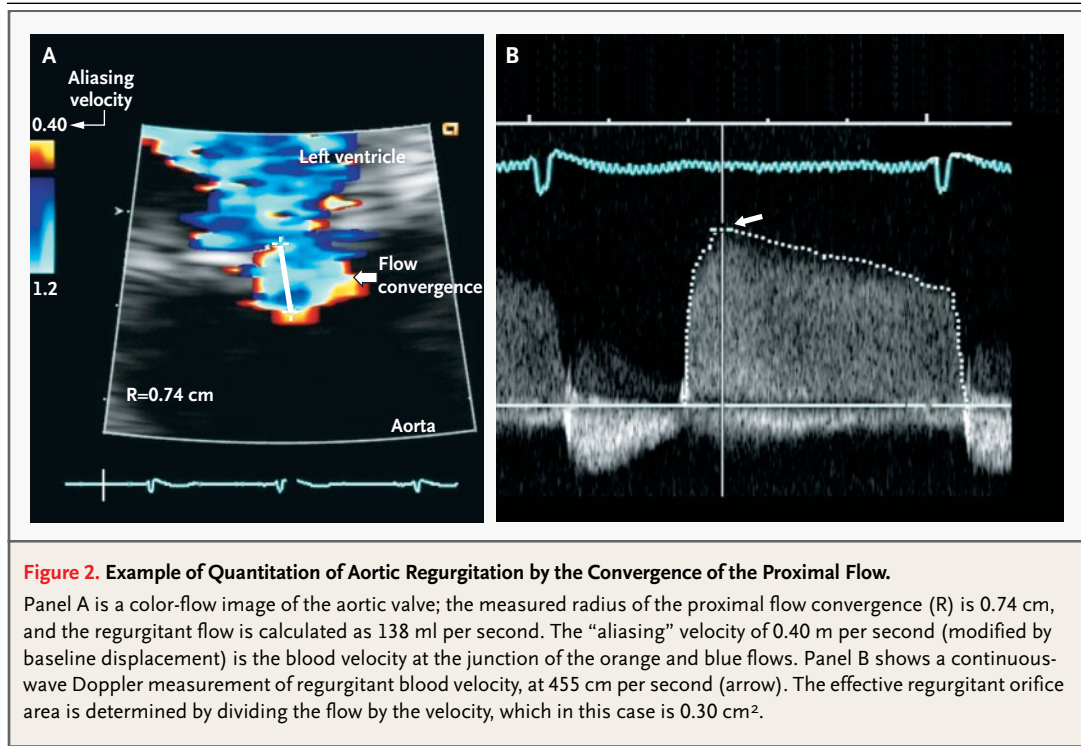 A
Aliasing
velocity
0.40
Left ventricle
Flow
convergence
1.2
R=0.74 cm
Aorta
B
Figure 2. Example of Quantitation of Aortic Regurgitation by the Convergence of the Proximal Flow.
Panel A is a color-flow image of the aortic valve; the measured radius of the proximal flow convergence (R) is 0.74 cm,
and the regurgitant flow is calculated as 138 ml per second. The “aliasing” velocity of 0.40 m per second (modified by
baseline displacement) is the blood velocity at the junction of the orange and blue flows. Panel B shows a continuous-
wave Doppler measurement of regurgitant blood velocity, at 455 cm per second (arrow). The effective regurgitant orifice
area is determined by dividing the flow by the velocity, which in this case is 0.30 cm².